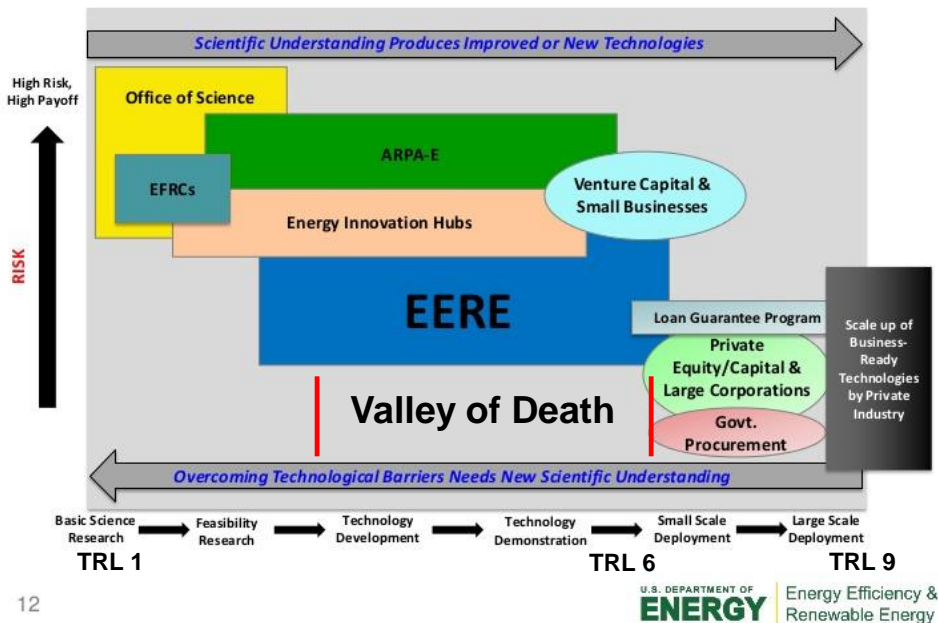 Scientific Understanding Produces Improved or New Technologies
High Risk,
High Payoff
RISK
Office of Science
ARPA-E
EFRCs
Energy Innovation Hubs
Venture Capital &
Small Businesses
EERE
Loan Guarantee Program
Private
Equity/Capital &
Large Corporations
Govt.
Procurement
Scale up of
Business-
Ready
Technologies
by Private
Industry
Valley of Death
Overcoming Technological Barriers Needs New Scientific Understanding
Basic Science
Research
Feasibility
Research
Technology
Development
Technology
Demonstration
Small Scale
Deployment
Large Scale
Deployment
TRL 1
TRL 6
TRL 9
12
U.S. DEPARTMENT OF
ENERGY
Energy Efficiency &
Renewable Energy